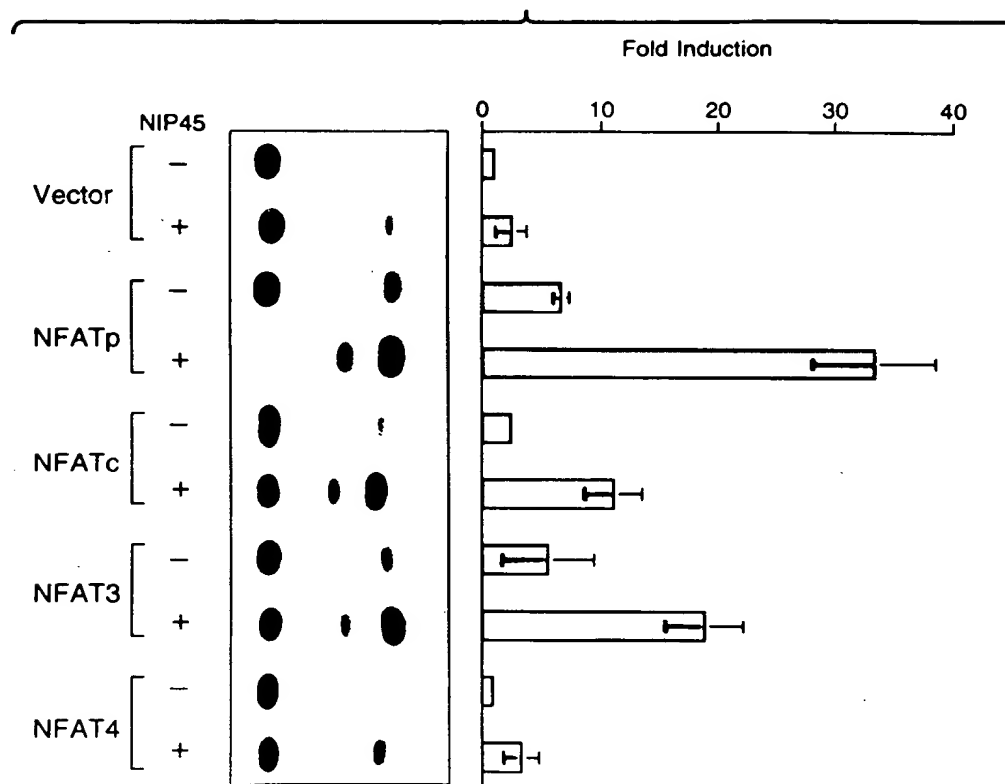 Fold Induction
0 10 20 30 40
NIP45
Vector
−
+
NFATp
−
+
NFATc
−
+
NFAT3
−
+
NFAT4
−
+